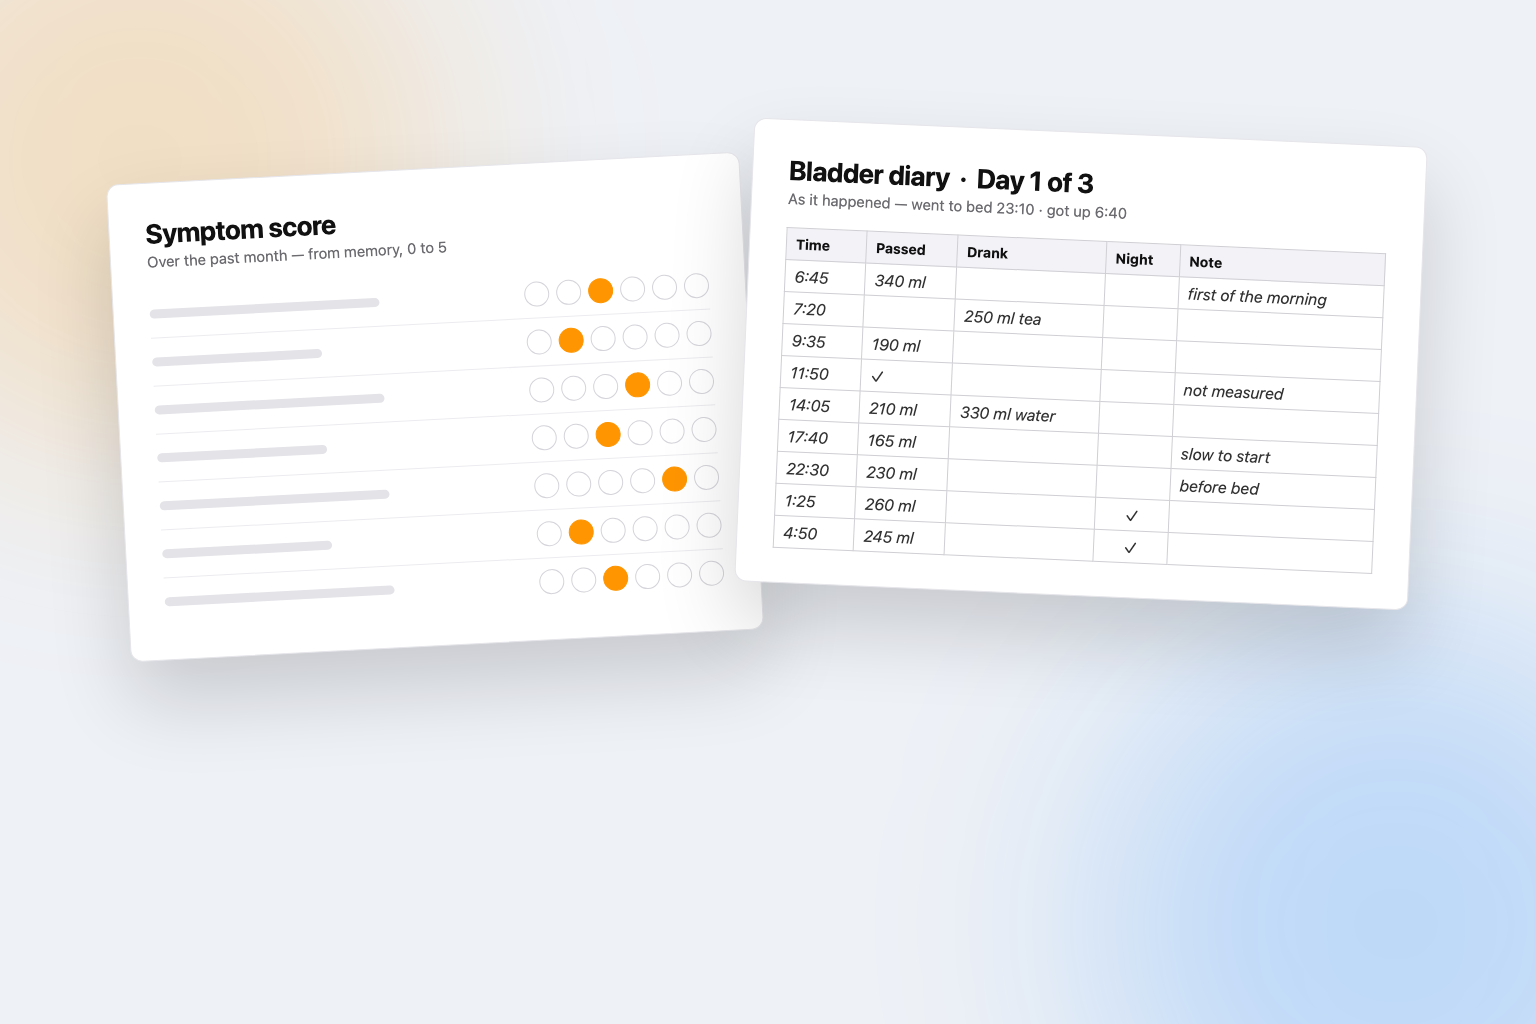 Symptom score
Over the past month — from memory, 0 to 5
Bladder diary · Day 1 of 3
As it happened — went to bed 23:10 · got up 6:40
Time Passed Drank Night Note
6:45 340 ml first of the morning
7:20 250 ml tea
9:35 190 ml
11:50 ✓ not measured
14:05 210 ml 330 ml water
17:40 165 ml slow to start
22:30 230 ml before bed
1:25 260 ml ✓
4:50 245 ml ✓